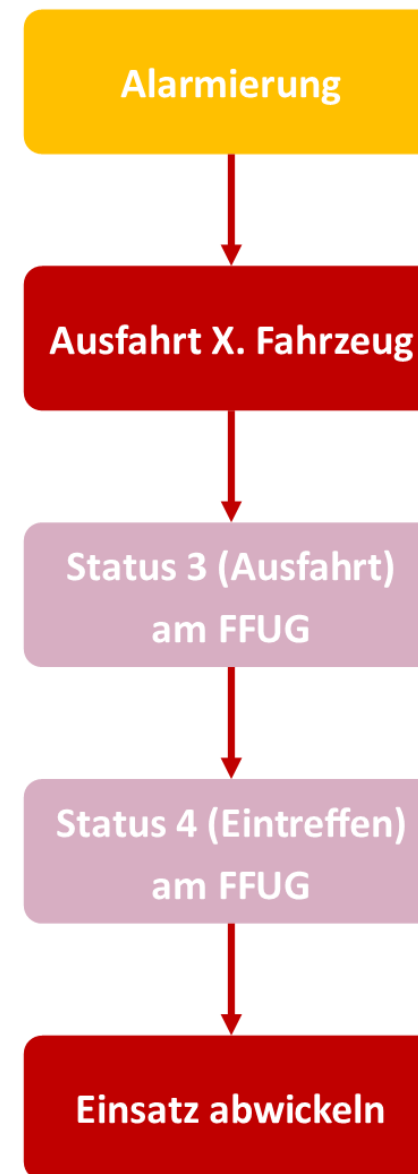 Alarmierung
Ausfahrt X. Fahrzeug
Status 3 (Ausfahrt)
am FFUG
Status 4 (Eintreffen)
am FFUG
Einsatz abwickeln